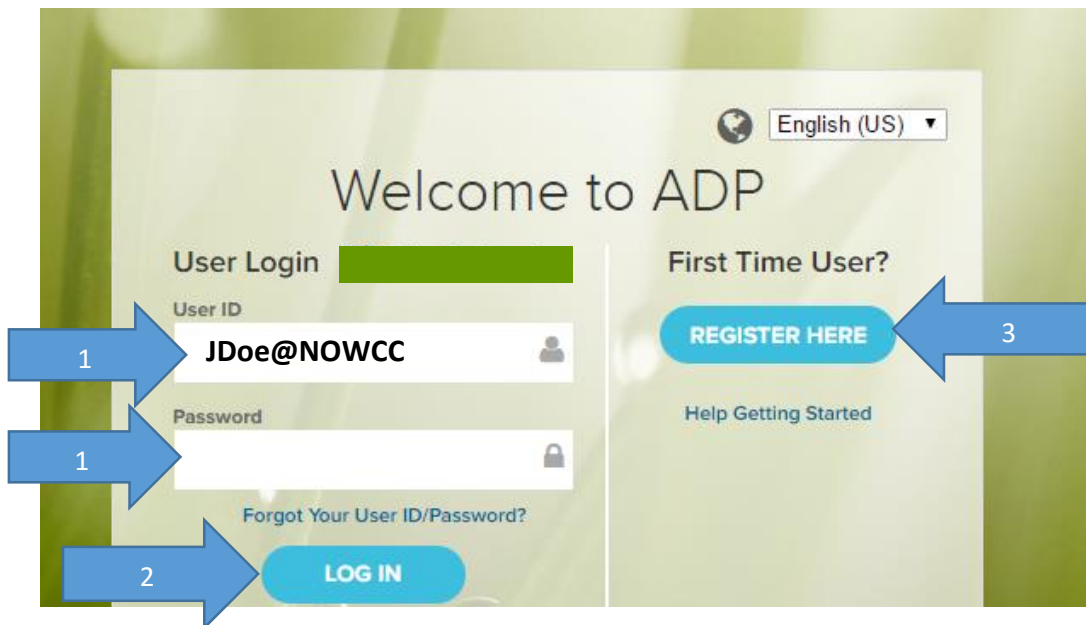 English (US)
Welcome to ADP
User Login
User ID
1
JDoe@NOWCC
Password
1
Forgot Your User ID/Password?
2
LOG IN
First Time User?
REGISTER HERE
3
Help Getting Started